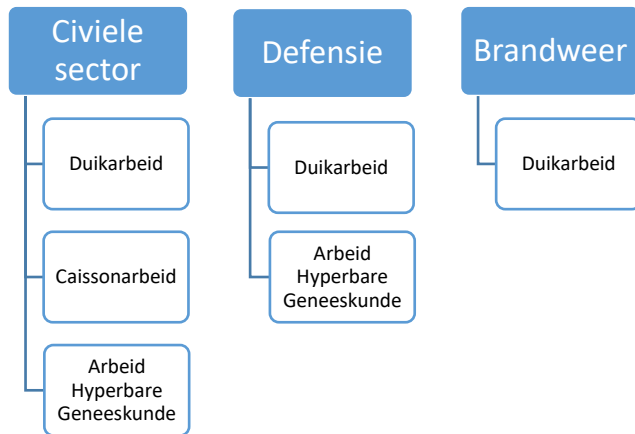 Civiele
sector
Duikarbeid
Caissonarbeid
Arbeid
Hyperbare
Geneeskunde
Defensie
Duikarbeid
Arbeid
Hyperbare
Geneeskunde
Brandweer
Duikarbeid